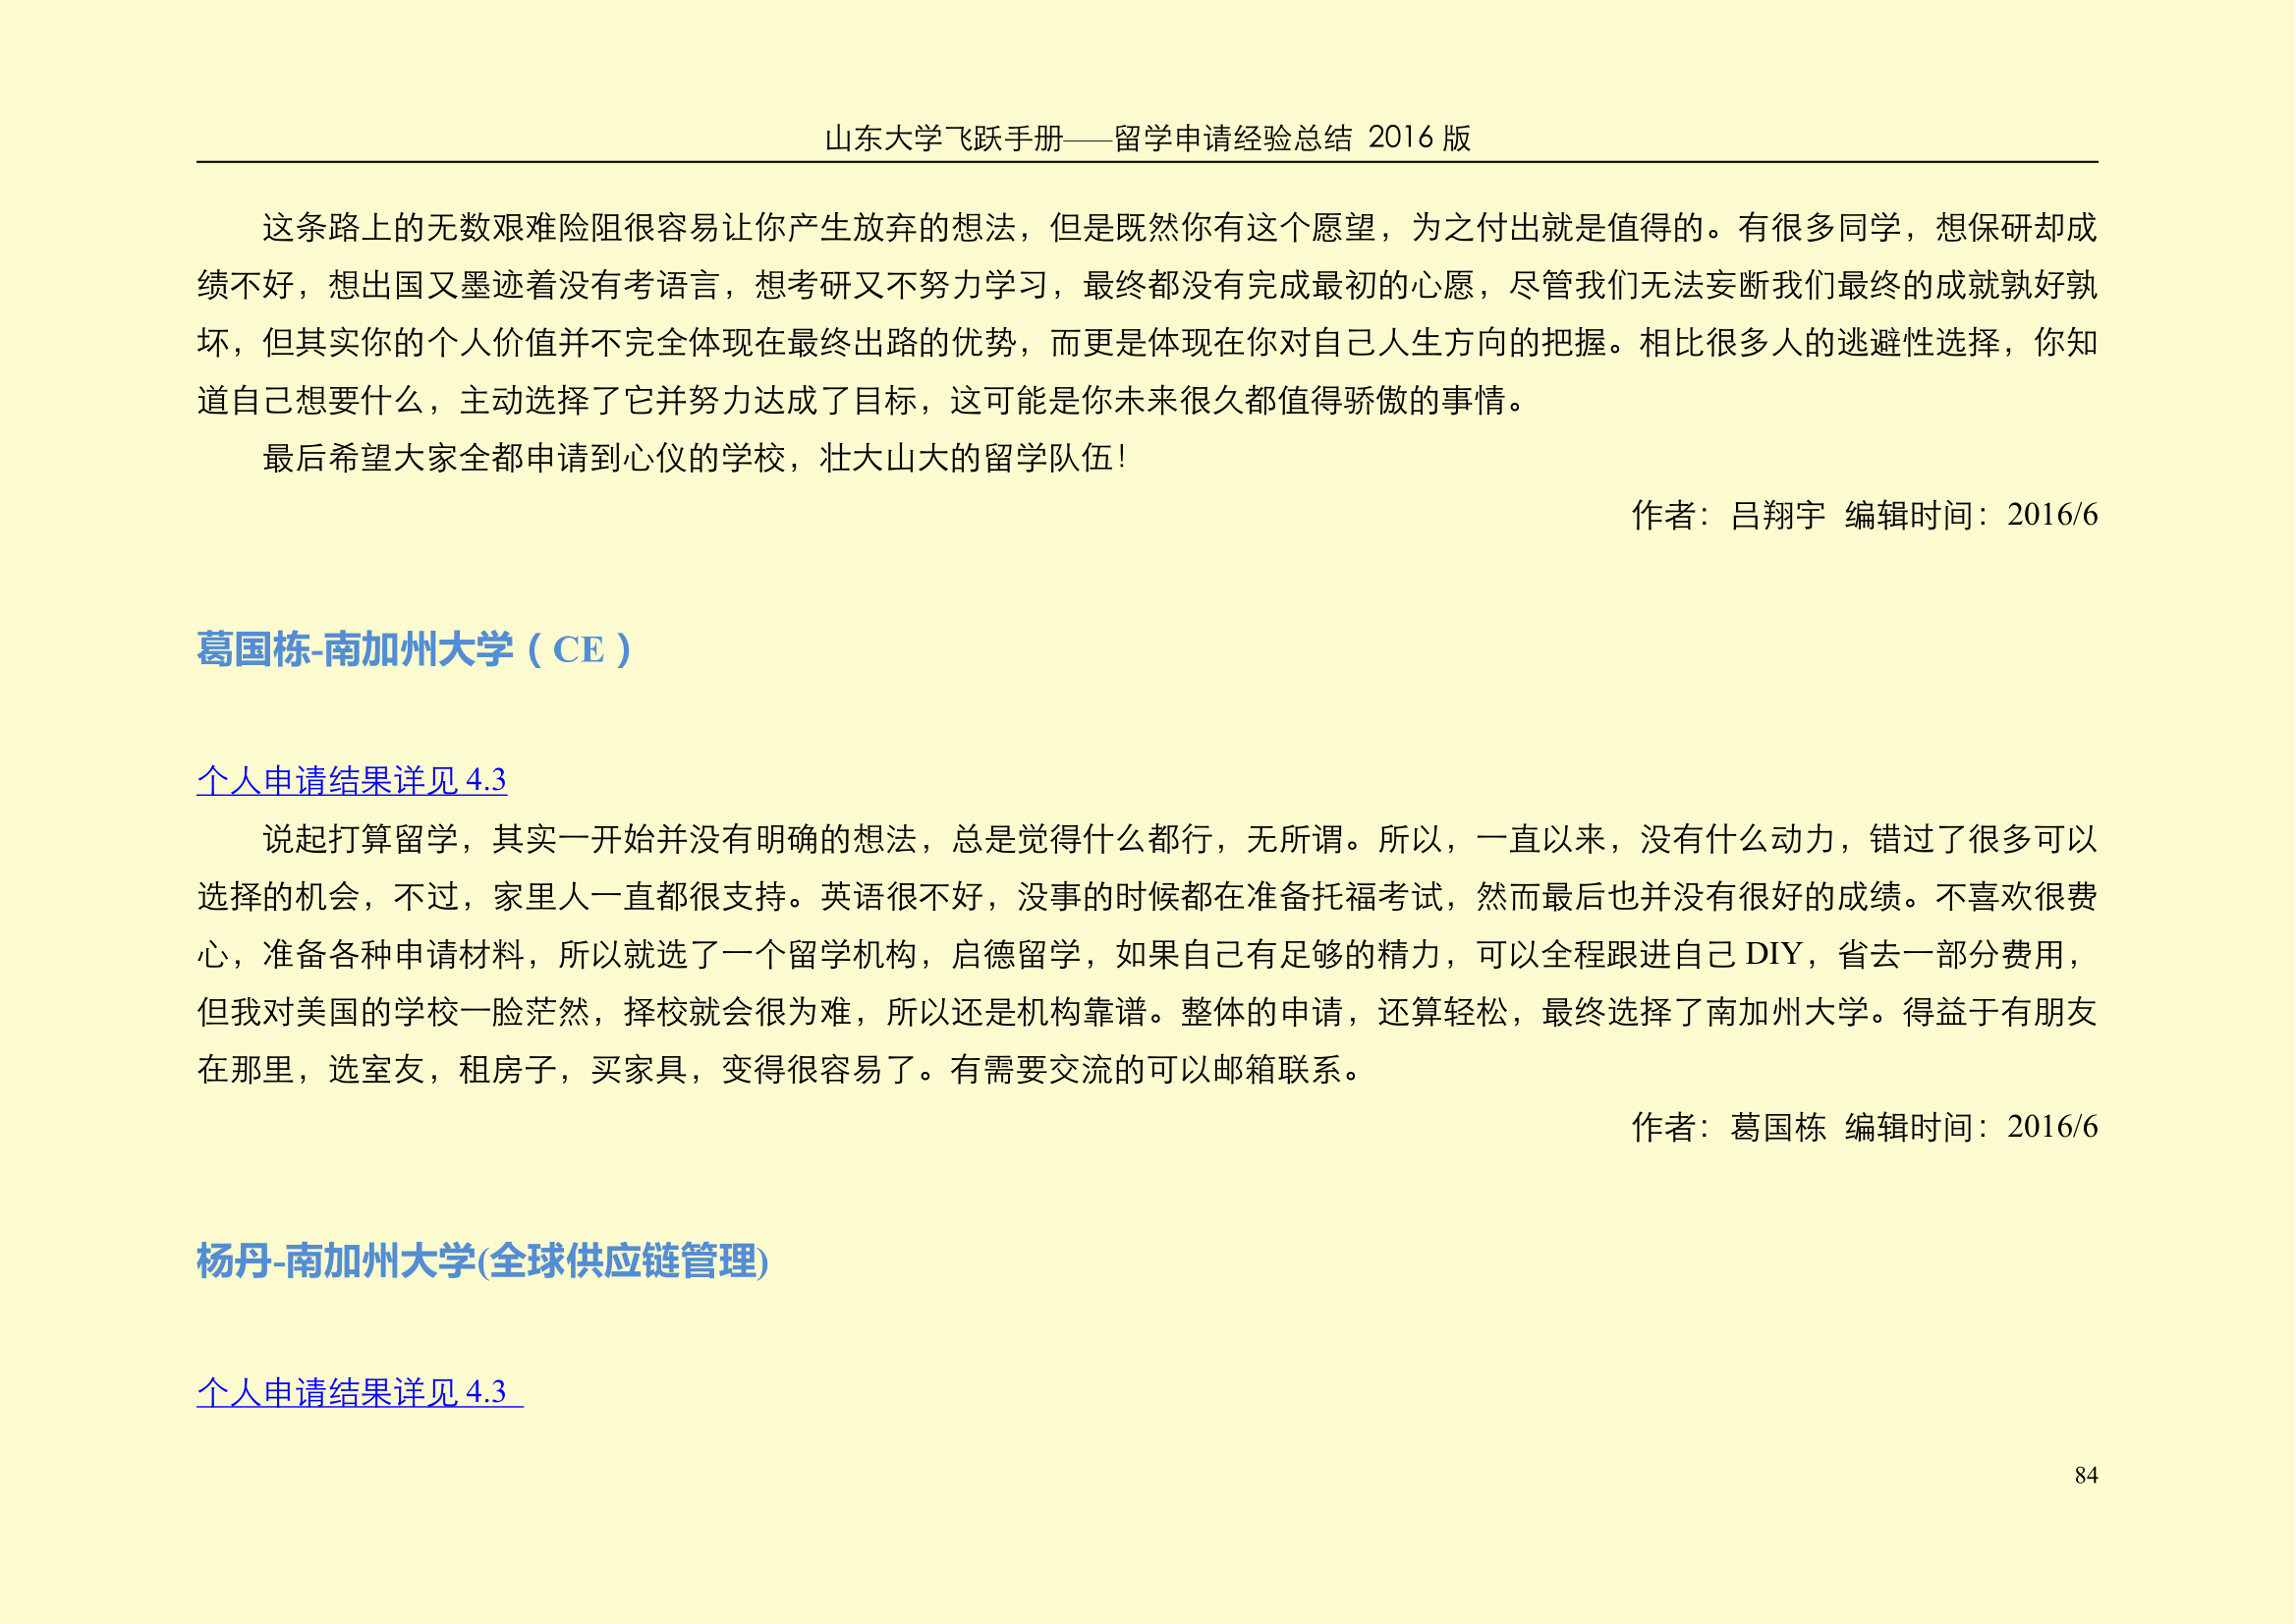 山东大学飞跃手册——留学申请经验总结 2016 版
这条路上的无数艰难险阻很容易让你产生放弃的想法，但是既然你有这个愿望，为之付出就是值得的。有很多同学，想保研却成
绩不好，想出国又墨迹着没有考语言，想考研又不努力学习，最终都没有完成最初的心愿，尽管我们无法妄断我们最终的成就孰好孰
坏，但其实你的个人价值并不完全体现在最终出路的优势，而更是体现在你对自己人生方向的把握。相比很多人的逃避性选择，你知
道自己想要什么，主动选择了它并努力达成了目标，这可能是你未来很久都值得骄傲的事情。
最后希望大家全都申请到心仪的学校，壮大山大的留学队伍！
作者：吕翔宇 编辑时间：2016/6
葛国栋-南加州大学（CE）
个人申请结果详见 4.3
说起打算留学，其实一开始并没有明确的想法，总是觉得什么都行，无所谓。所以，一直以来，没有什么动力，错过了很多可以
选择的机会，不过，家里人一直都很支持。英语很不好，没事的时候都在准备托福考试，然而最后也并没有很好的成绩。不喜欢很费
心，准备各种申请材料，所以就选了一个留学机构，启德留学，如果自己有足够的精力，可以全程跟进自己 DIY，省去一部分费用，
但我对美国的学校一脸茫然，择校就会很为难，所以还是机构靠谱。整体的申请，还算轻松，最终选择了南加州大学。得益于有朋友
在那里，选室友，租房子，买家具，变得很容易了。有需要交流的可以邮箱联系。
作者：葛国栋 编辑时间：2016/6
杨丹-南加州大学(全球供应链管理)
个人申请结果详见 4.3
84